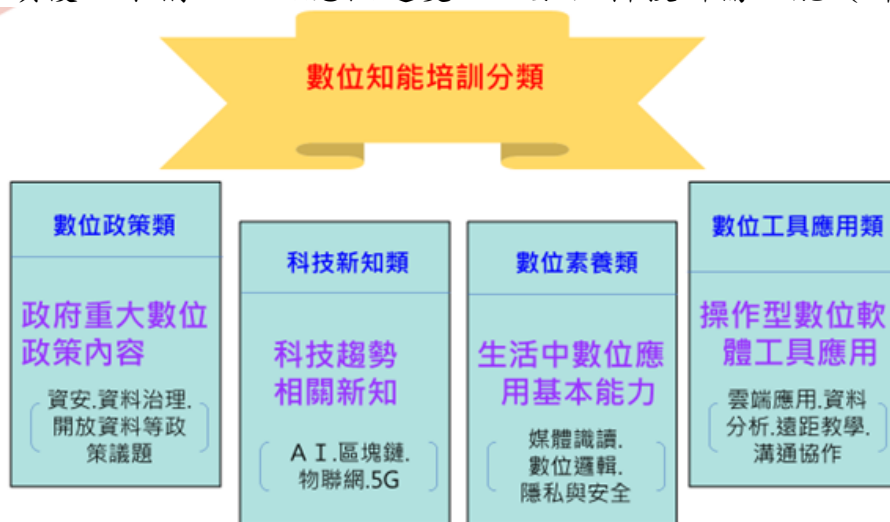 數位知能培訓分類
數位政策類
政府重大數位
政策內容
資安.資料治理.
開放資料等政
策議題
科技新知類
科技趨勢
相關新知
ＡＩ.區塊鏈.
物聯網.5G
數位素養類
生活中數位應
用基本能力
媒體識讀.
數位邏輯.
隱私與安全
數位工具應用類
操作型數位軟
體工具應用
雲端應用.資料
分析.遠距教學.
溝通協作